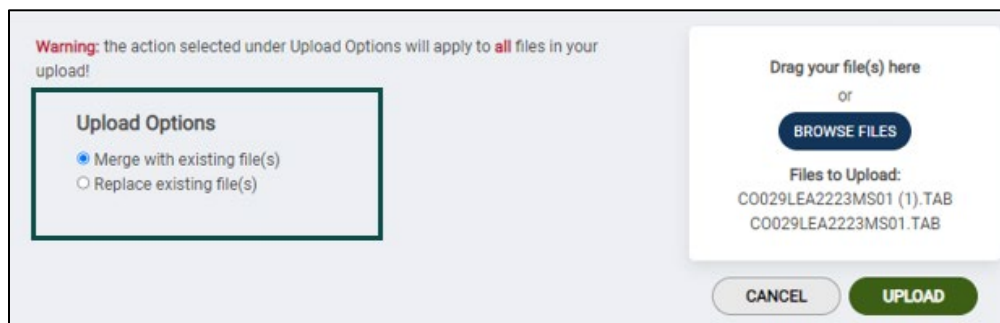 Warning: the action selected under Upload Options will apply to all files in your
upload!
Upload Options
Merge with existing file(s)
Replace existing file(s)
Drag your file(s) here
or
BROWSE FILES
Files to Upload:
CO029LEA2223MS01 (1).TAB
CO029LEA2223MS01.TAB
CANCEL
UPLOAD